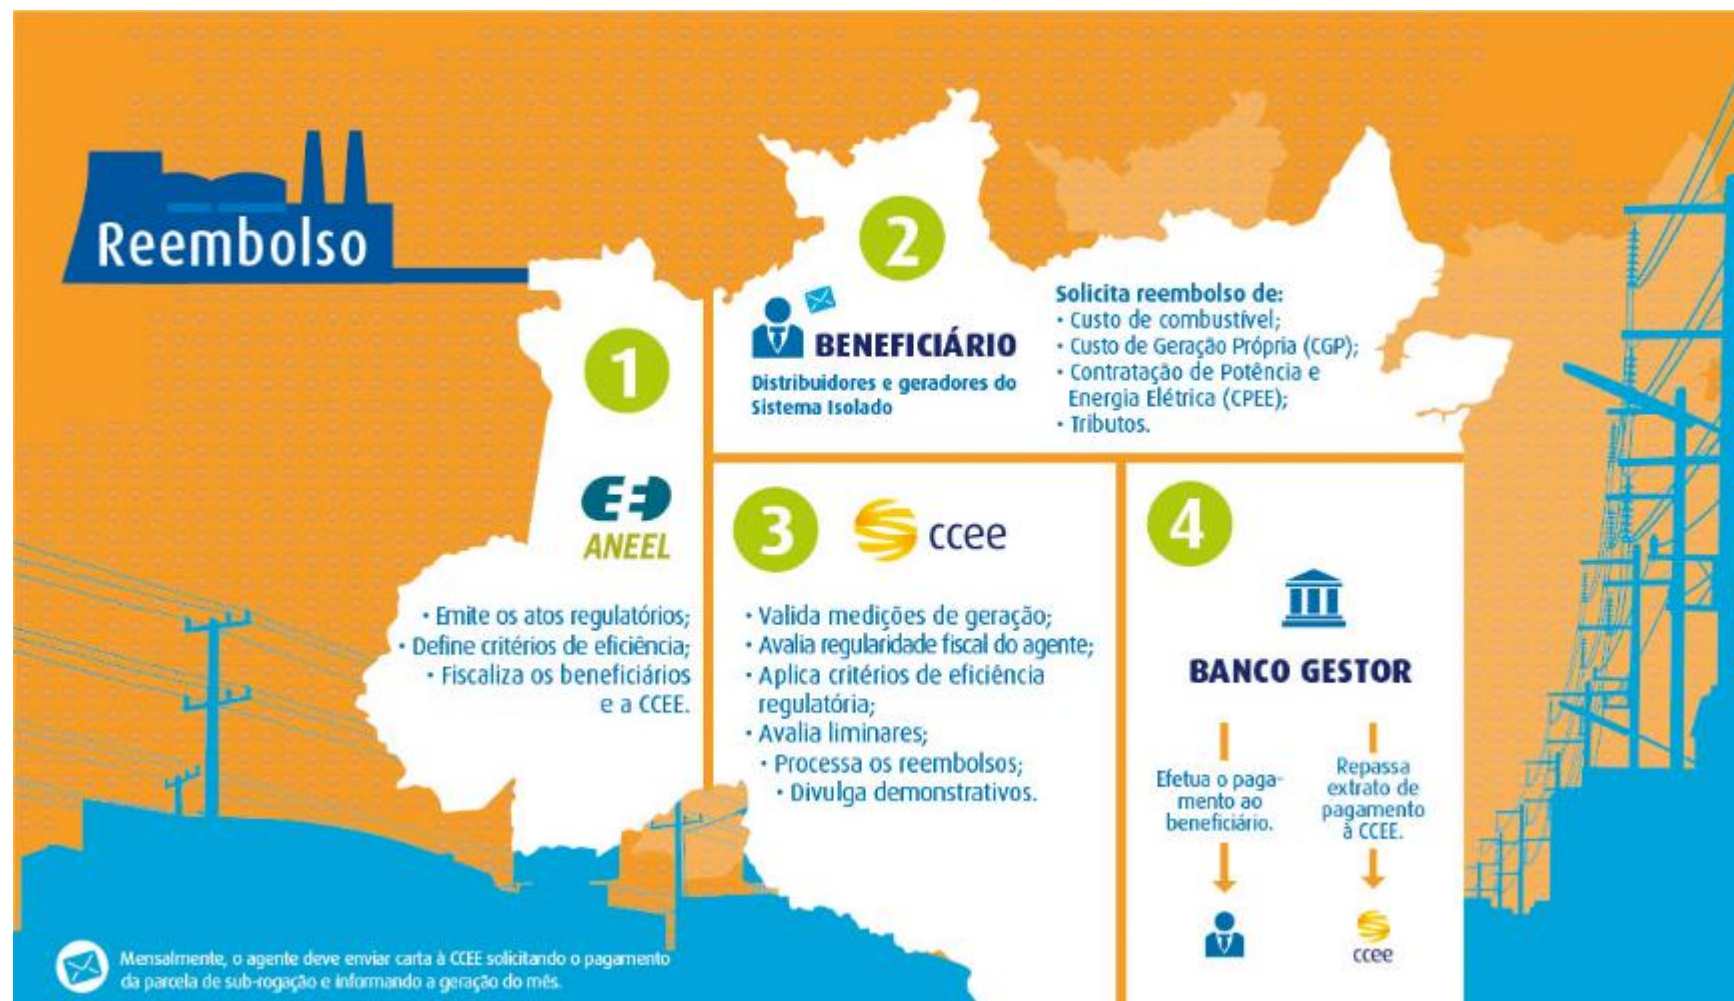 Reembolso
1
ANEEL
• Emite os atos regulatórios;
• Define critérios de eficiência;
• Fiscaliza os beneficiários
e a CCEE.
2
BENEFICIÁRIO
Distribuidores e geradores do
Sistema Isolado
Solicita reembolso de:
• Custo de combustível;
• Custo de Geração Própria (CGP);
• Contratação de Potência e
Energia Elétrica (CPEE);
• Tributos.
3
ccee
• Valida medições de geração;
• Avalia regularidade fiscal do agente;
• Aplica critérios de eficiência
regulatória;
• Avalia liminares;
• Processa os reembolsos;
• Divulga demonstrativos.
4
BANCO GESTOR
Efetua o paga-
mento ao
beneficiário.
Repassa
extrato de
pagamento
à CCEE.
ccee
Mensalmente, o agente deve enviar carta à CCEE solicitando o pagamento
da parcela de sub-rogação e informando a geração do mês.